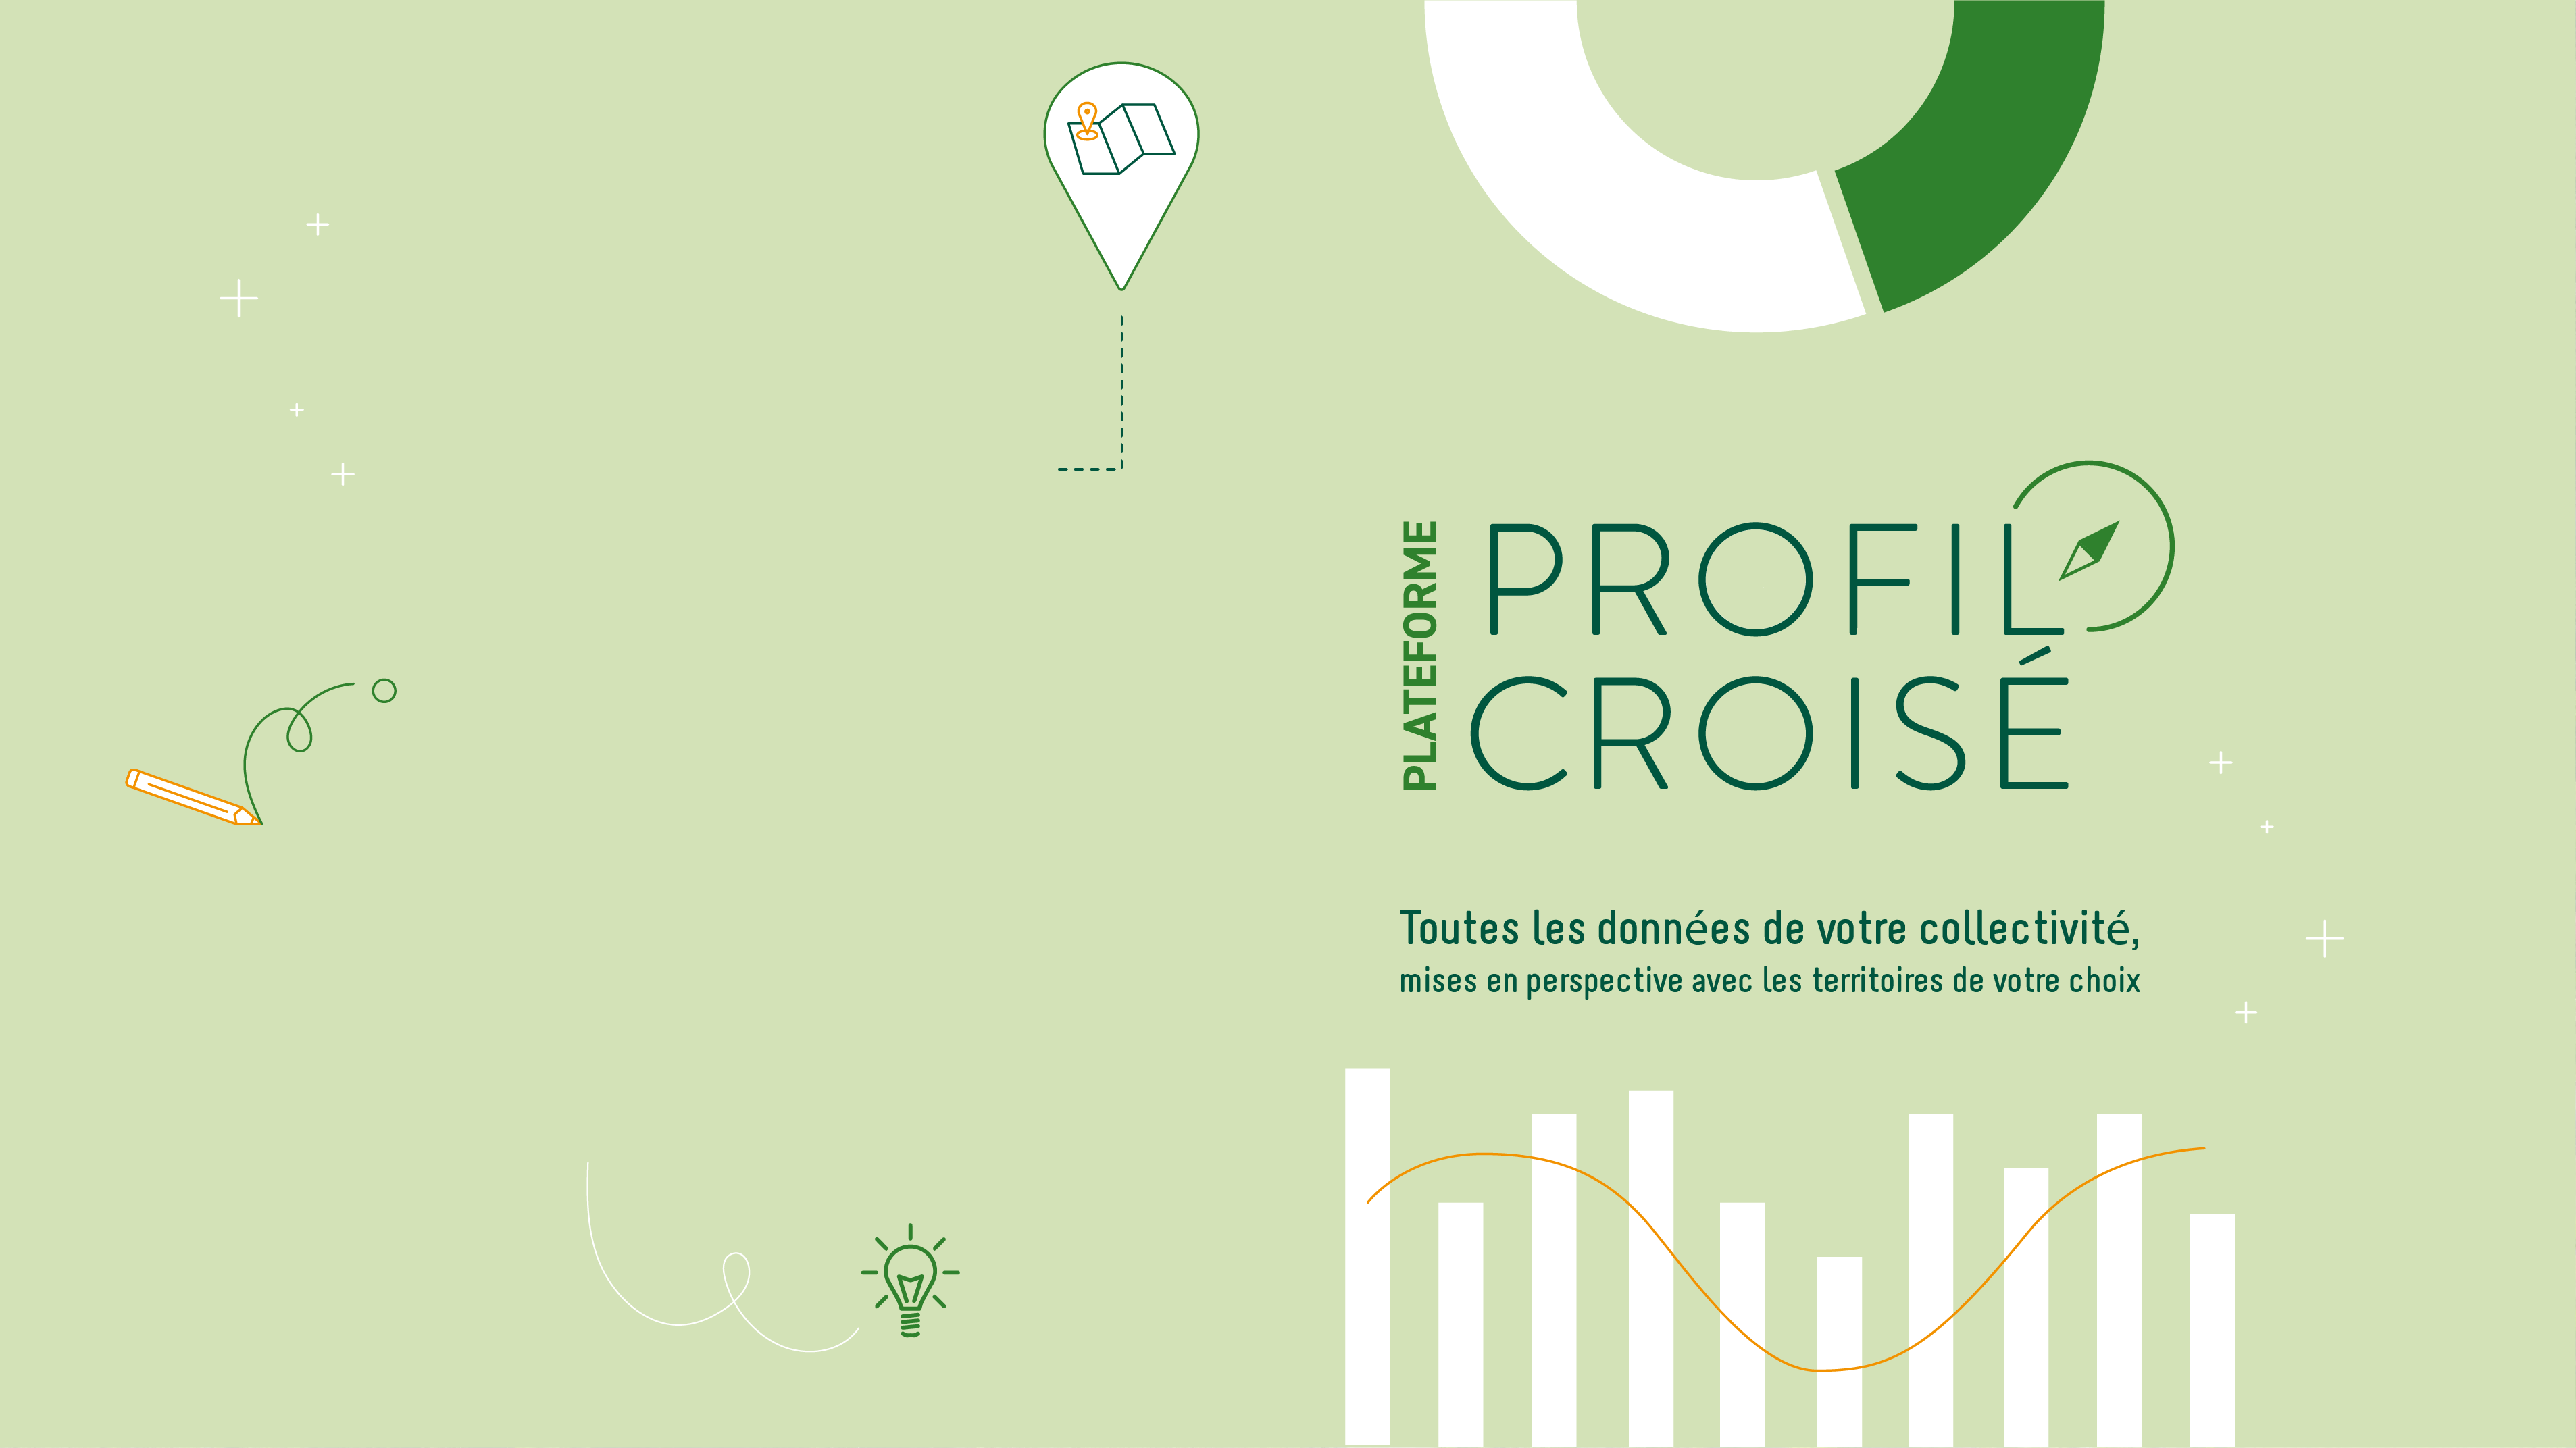 PLATEFORME
PROFIL
CROISÉ
Toutes les données de votre collectivité,
mises en perspective avec les territoires de votre choix